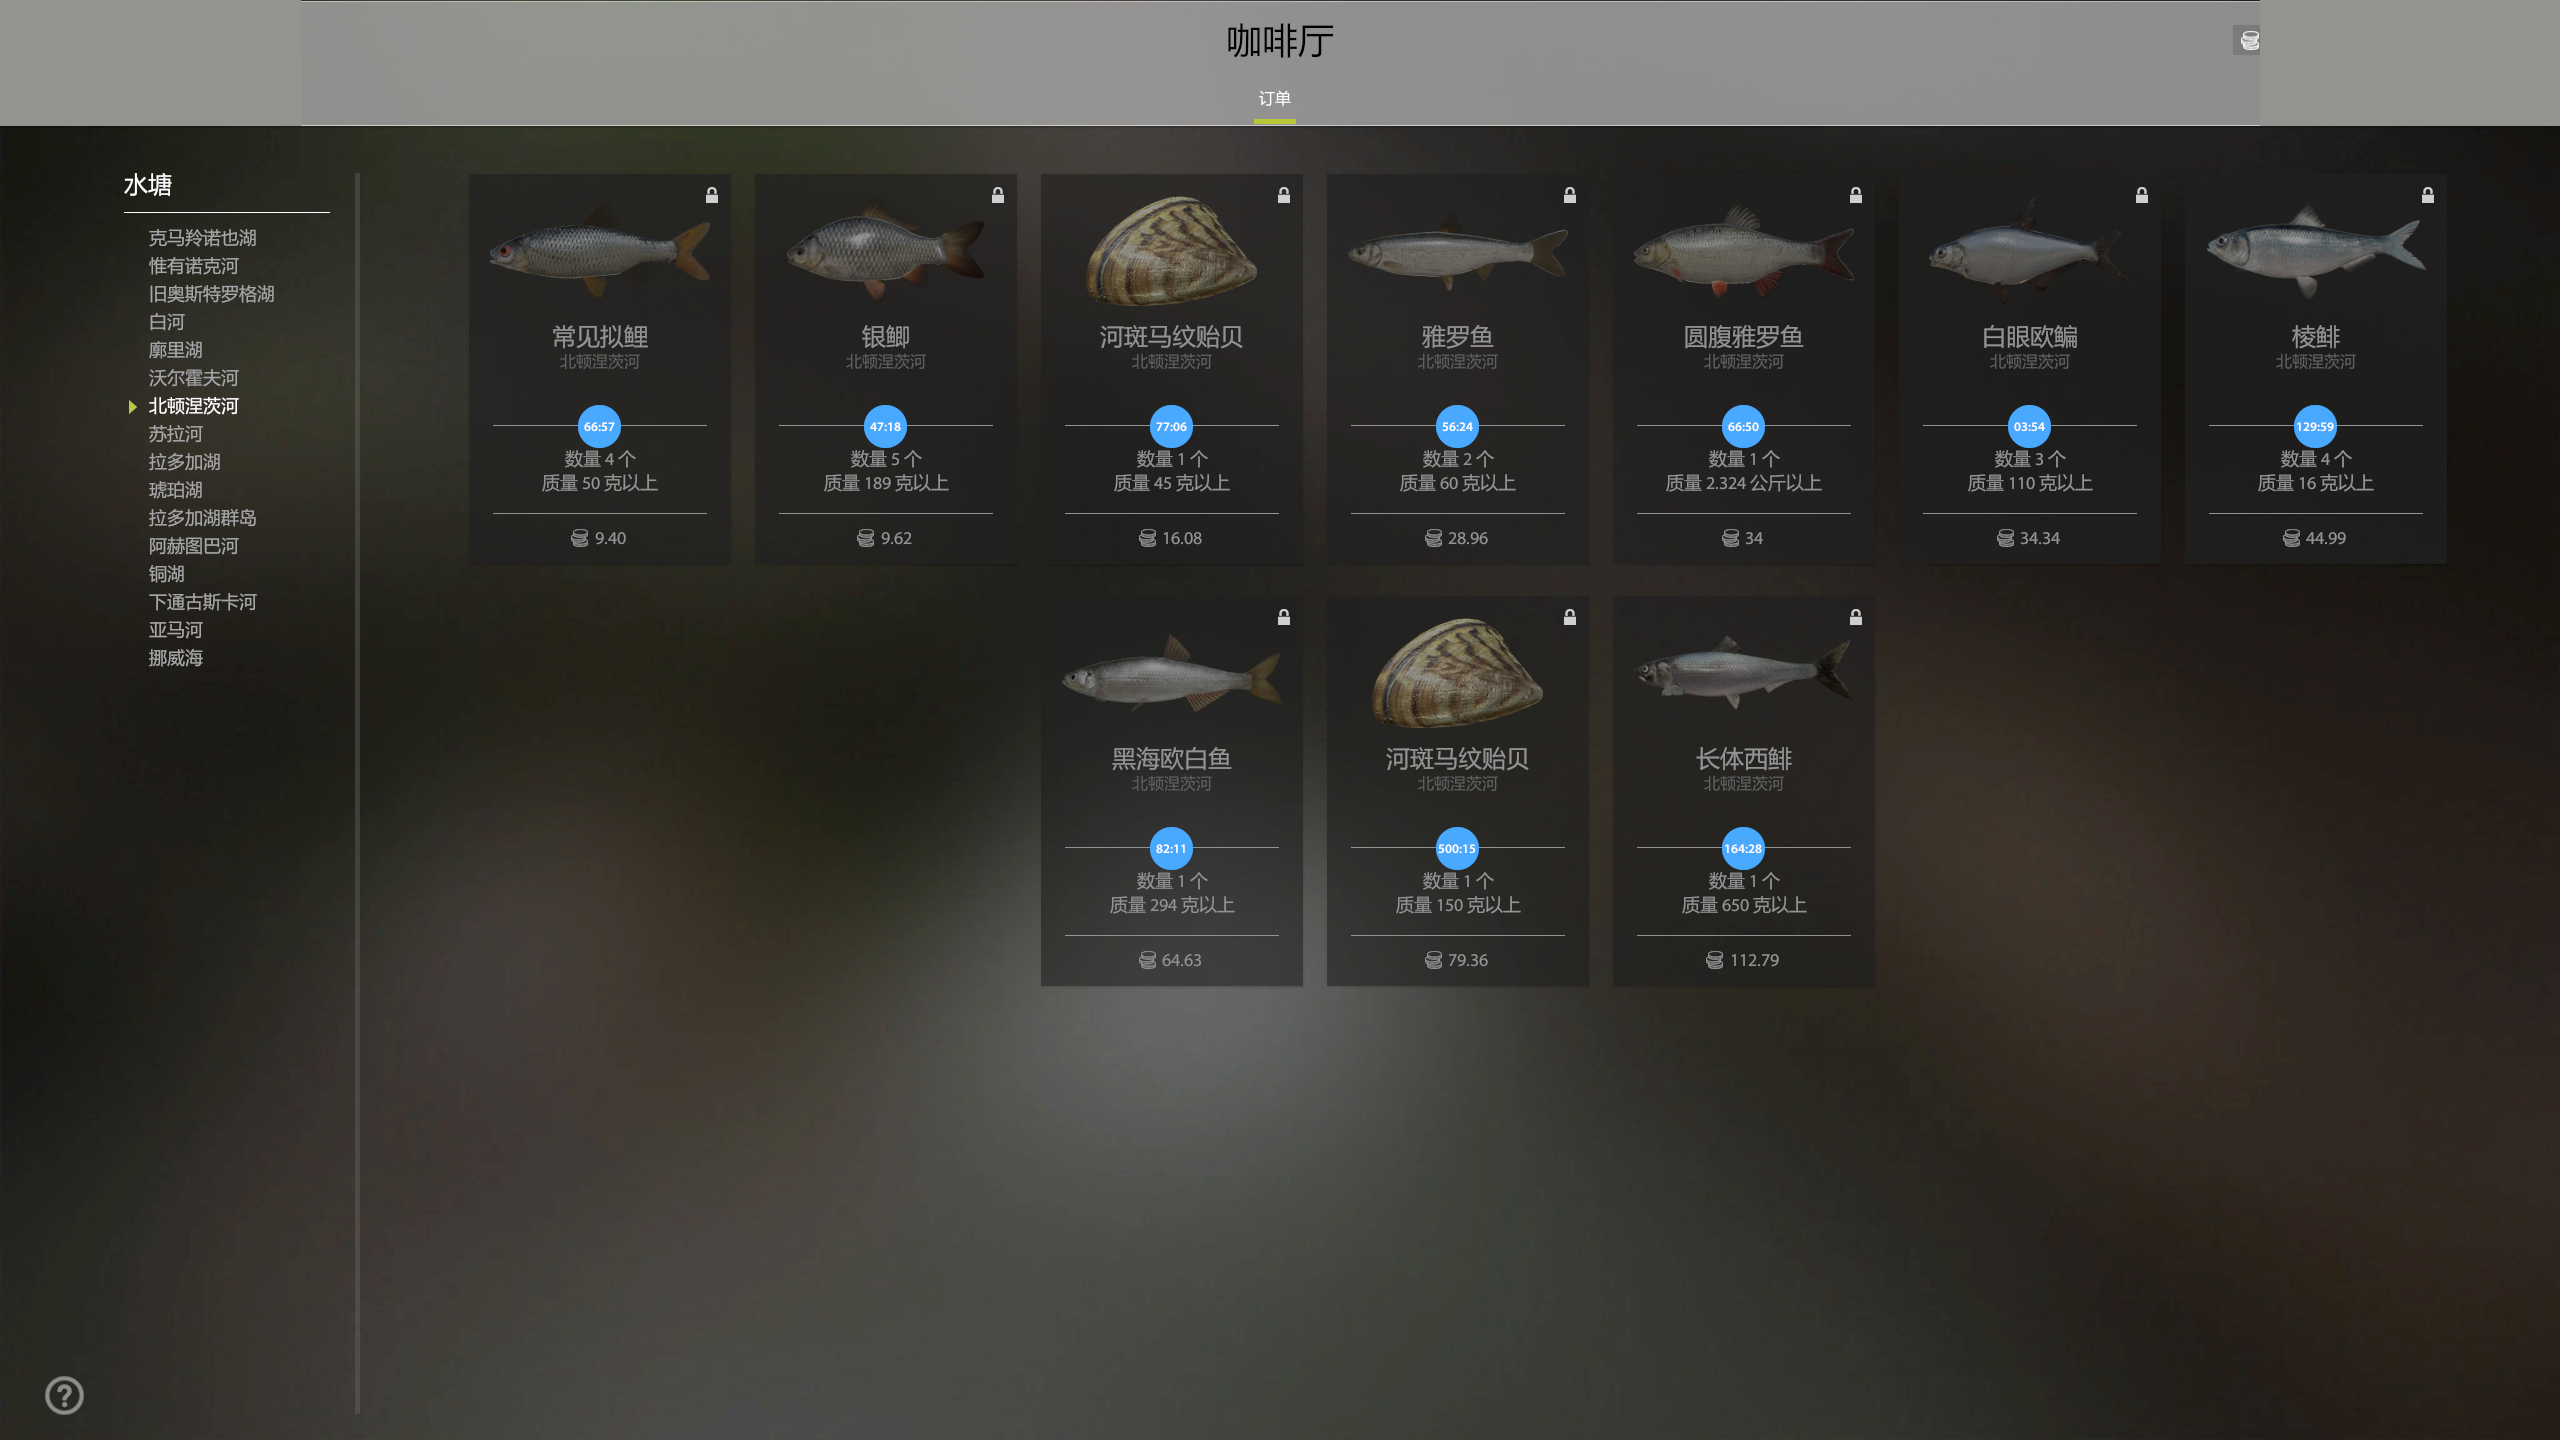 咖啡厅
订单
水塘
克马羚诺也湖
惟有诺克河
旧奥斯特罗格湖
白河
廓里湖
沃尔霍夫河
北顿涅茨河
苏拉河
拉多加湖
琥珀湖
拉多加湖群岛
阿赫图巴河
铜湖
下通古斯卡河
亚马河
挪威海
常见拟鲤
北顿涅茨河
66:57
数量 4 个
质量 50 克以上
9.40
银鲫
北顿涅茨河
47:18
数量 5 个
质量 189 克以上
9.62
河斑马纹贻贝
北顿涅茨河
77:06
数量 1 个
质量 45 克以上
16.08
雅罗鱼
北顿涅茨河
56:24
数量 2 个
质量 60 克以上
28.96
圆腹雅罗鱼
北顿涅茨河
66:50
数量 1 个
质量 2.324 公斤以上
34
白眼欧鳊
北顿涅茨河
03:54
数量 3 个
质量 110 克以上
34.34
棱鲱
北顿涅茨河
129:59
数量 4 个
质量 16 克以上
44.99
黑海欧白鱼
北顿涅茨河
82:11
数量 1 个
质量 294 克以上
64.63
河斑马纹贻贝
北顿涅茨河
500:15
数量 1 个
质量 150 克以上
79.36
长体西鲱
北顿涅茨河
164:28
数量 1 个
质量 650 克以上
112.79
?